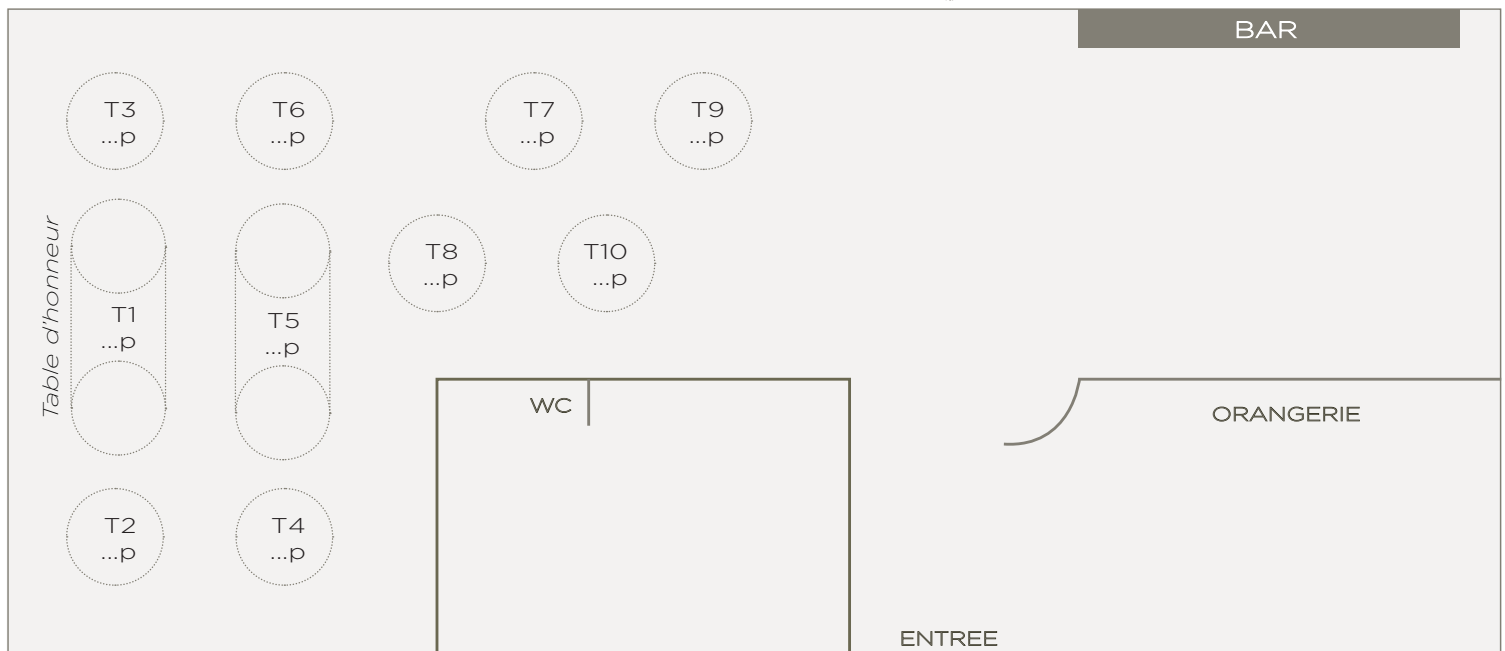 BAR
T3
...p
T6
...p
T7
...p
T9
...p
T8
...p
T10
...p
Table d'honneur
T1
...p
T5
...p
WC
ORANGERIE
T2
...p
T4
...p
ENTREE